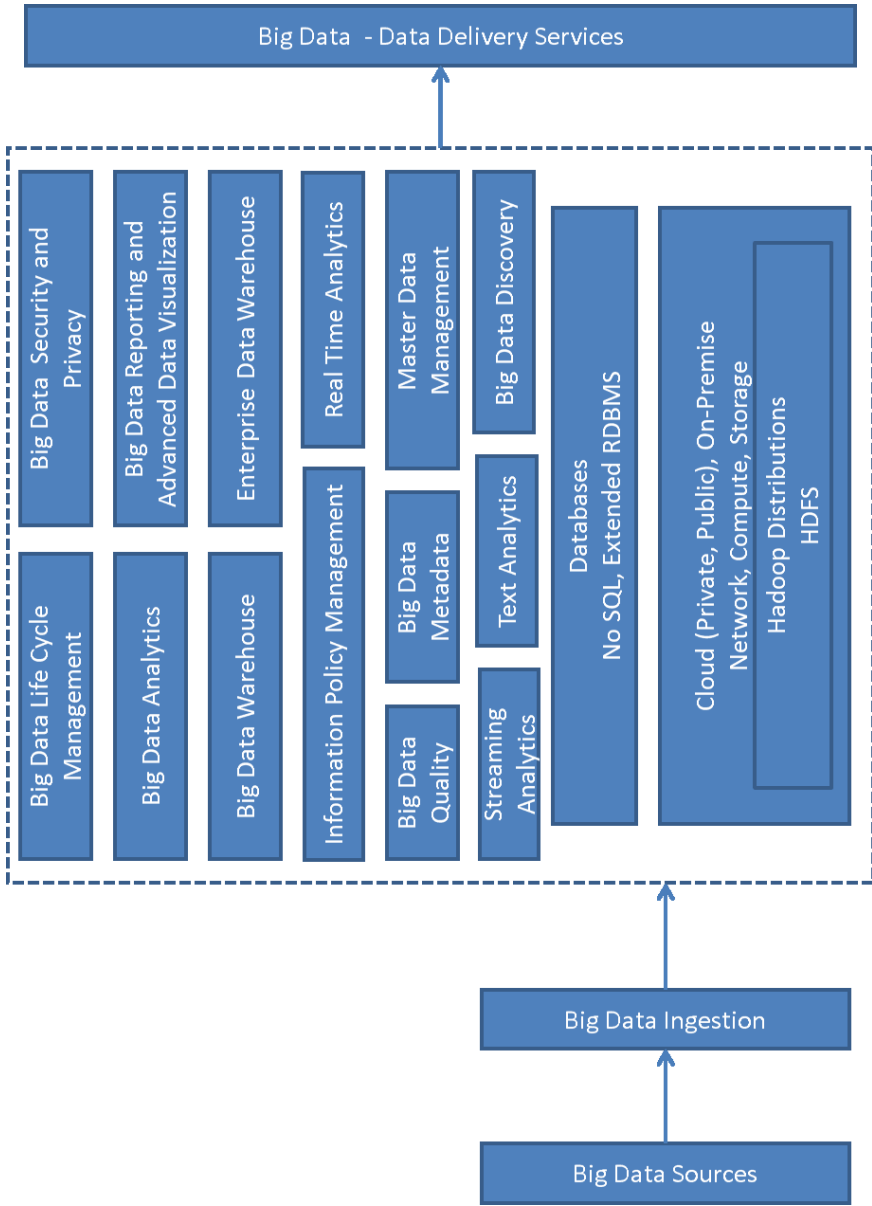 Big Data - Data Delivery Services
Big Data Life Cycle
Management
Big Data Security and
Privacy
Big Data Analytics
Big Data Reporting and
Advanced Data Visualization
Big Data Warehouse
Enterprise Data Warehouse
Information Policy Management
Real Time Analytics
Big Data
Quality
Big Data
Metadata
Master Data
Management
Streaming
Analytics
Text Analytics
Big Data Discovery
Databases
No SQL, Extended RDBMS
Cloud (Private, Public), On-Premise
Network, Compute, Storage
Hadoop Distributions
HDFS
Big Data Ingestion
Big Data Sources